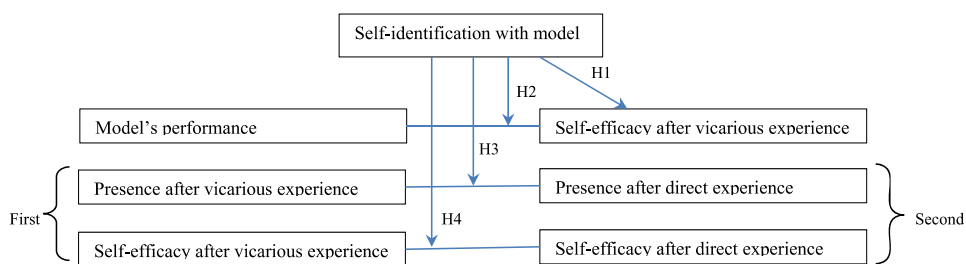 Self-identification with model
H1
H2
Model's performance
Self-efficacy after vicarious experience
H3
Presence after vicarious experience
Presence after direct experience
First
Second
H4
Self-efficacy after vicarious experience
Self-efficacy after direct experience